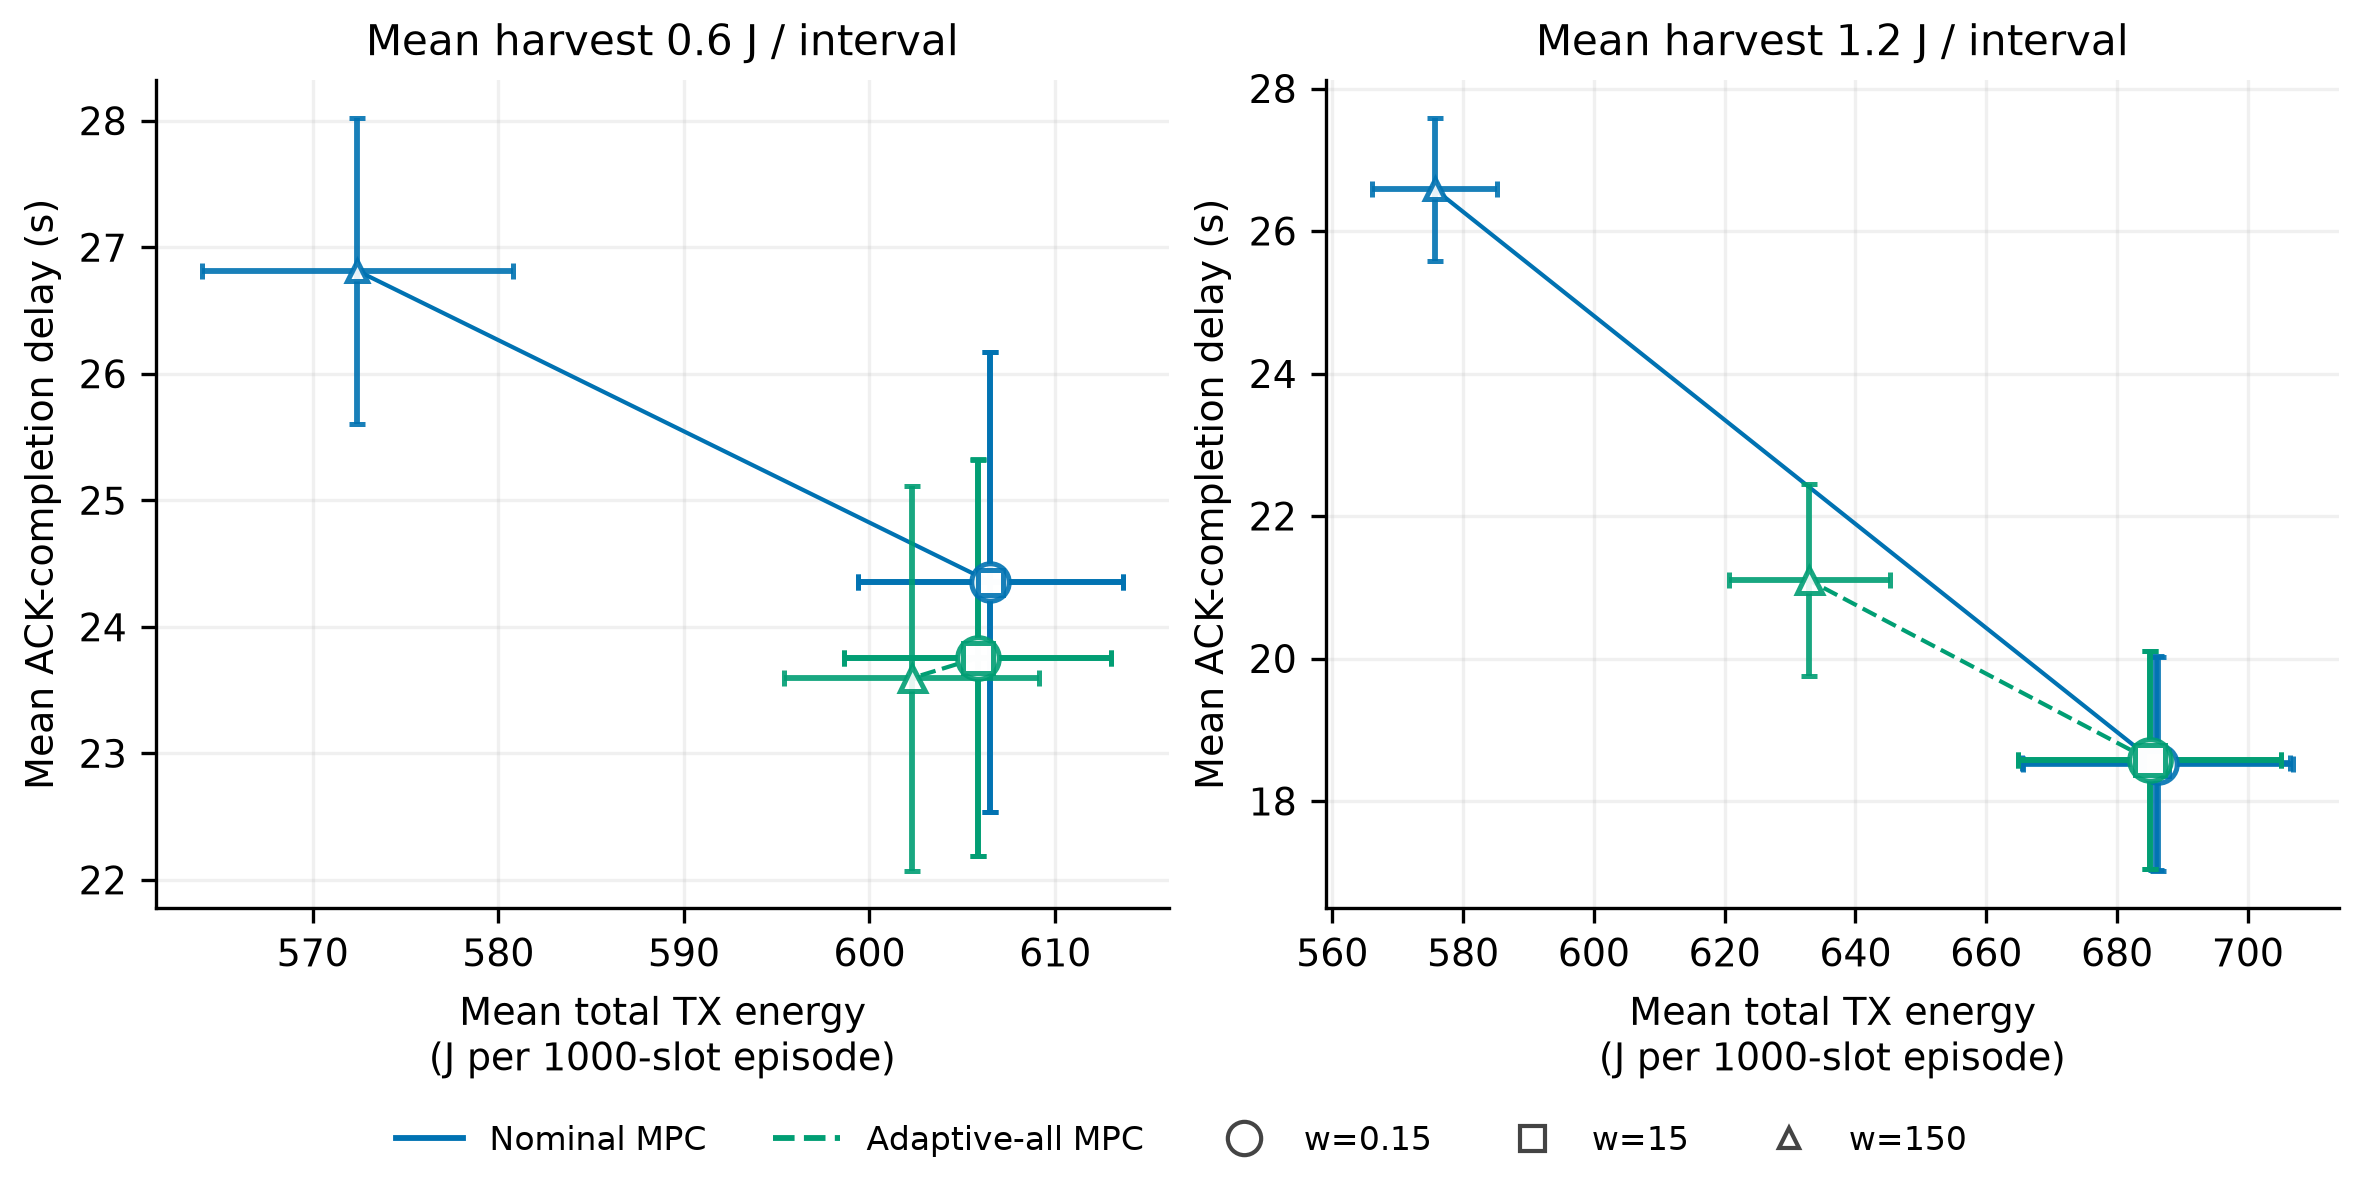 Mean harvest 0.6 J / interval
28
27
26
25
24
23
22
Mean ACK-completion delay (s)
570 580 590 600 610
Mean total TX energy
(J per 1000-slot episode)
Mean harvest 1.2 J / interval
28
26
24
22
20
18
Mean ACK-completion delay (s)
560 580 600 620 640 660 680 700
Mean total TX energy
(J per 1000-slot episode)
Nominal MPC Adaptive-all MPC w=0.15 w=15 w=150